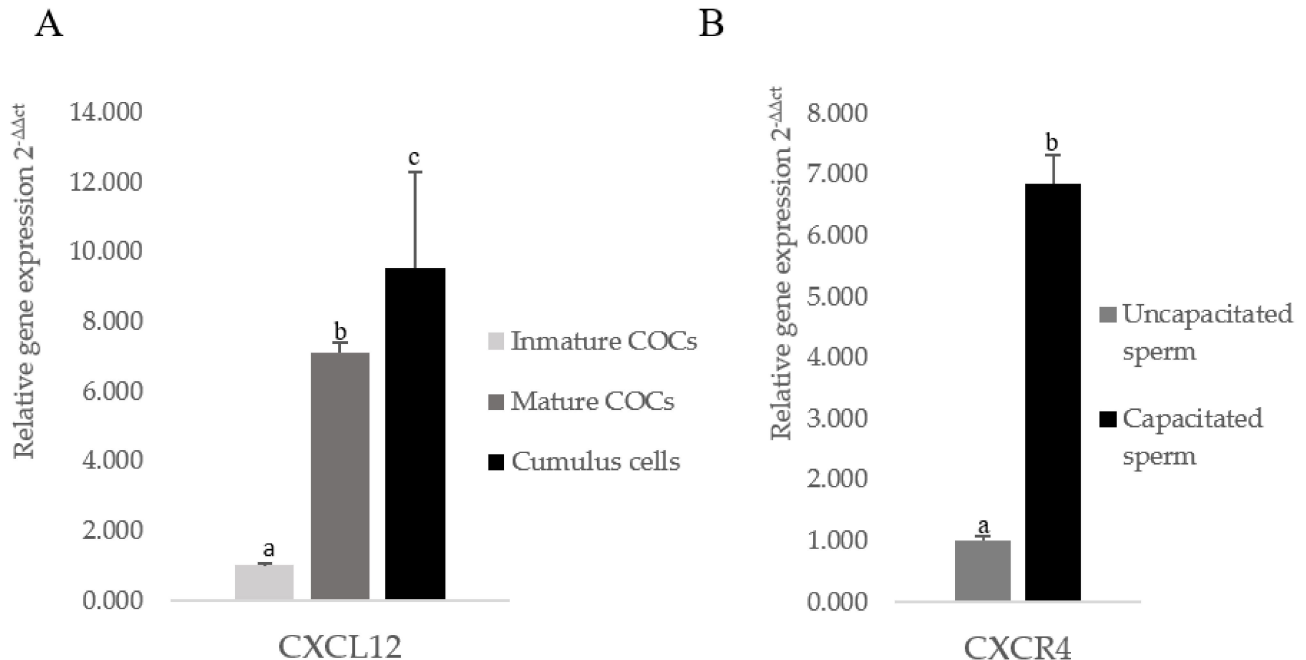 A
Relative gene expression 2-ΔΔct
14.000
12.000
10.000
8.000
6.000
4.000
2.000
0.000
a
b
c
Inmature COCs
Mature COCs
Cumulus cells
CXCL12
B
Relative gene expression 2-ΔΔct
8.000
7.000
6.000
5.000
4.000
3.000
2.000
1.000
0.000
a
b
Uncapacitated
sperm
Capacitated
sperm
CXCR4